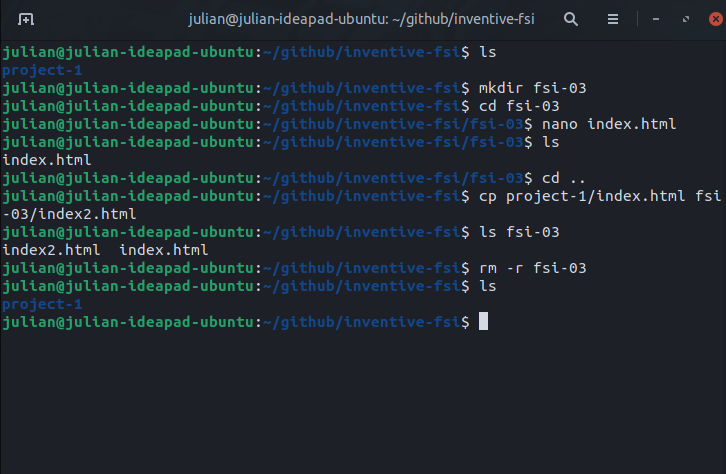 julian@julian-ideapad-ubuntu: ~/github/inventive-fsi
julian@julian-ideapad-ubuntu:~/github/inventive-fsi$ ls
project-1
julian@julian-ideapad-ubuntu:~/github/inventive-fsi$ mkdir fsi-03
julian@julian-ideapad-ubuntu:~/github/inventive-fsi$ cd fsi-03
julian@julian-ideapad-ubuntu:~/github/inventive-fsi/fsi-03$ nano index.html
julian@julian-ideapad-ubuntu:~/github/inventive-fsi/fsi-03$ ls
index.html
julian@julian-ideapad-ubuntu:~/github/inventive-fsi/fsi-03$ cd ..
julian@julian-ideapad-ubuntu:~/github/inventive-fsi$ cp project-1/index.html fsi
-03/index2.html
julian@julian-ideapad-ubuntu:~/github/inventive-fsi$ ls fsi-03
index2.html  index.html
julian@julian-ideapad-ubuntu:~/github/inventive-fsi$ rm -r fsi-03
julian@julian-ideapad-ubuntu:~/github/inventive-fsi$ ls
project-1
julian@julian-ideapad-ubuntu:~/github/inventive-fsi$